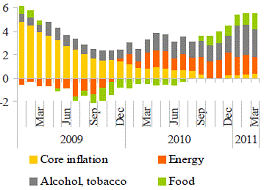 6
4
2
0
-2
Mar
Jun
Sep
Dec
Mar
Jun
Sep
Dec
Mar
2009 2010 2011
Core inflation Energy
Alcohol, tobacco Food